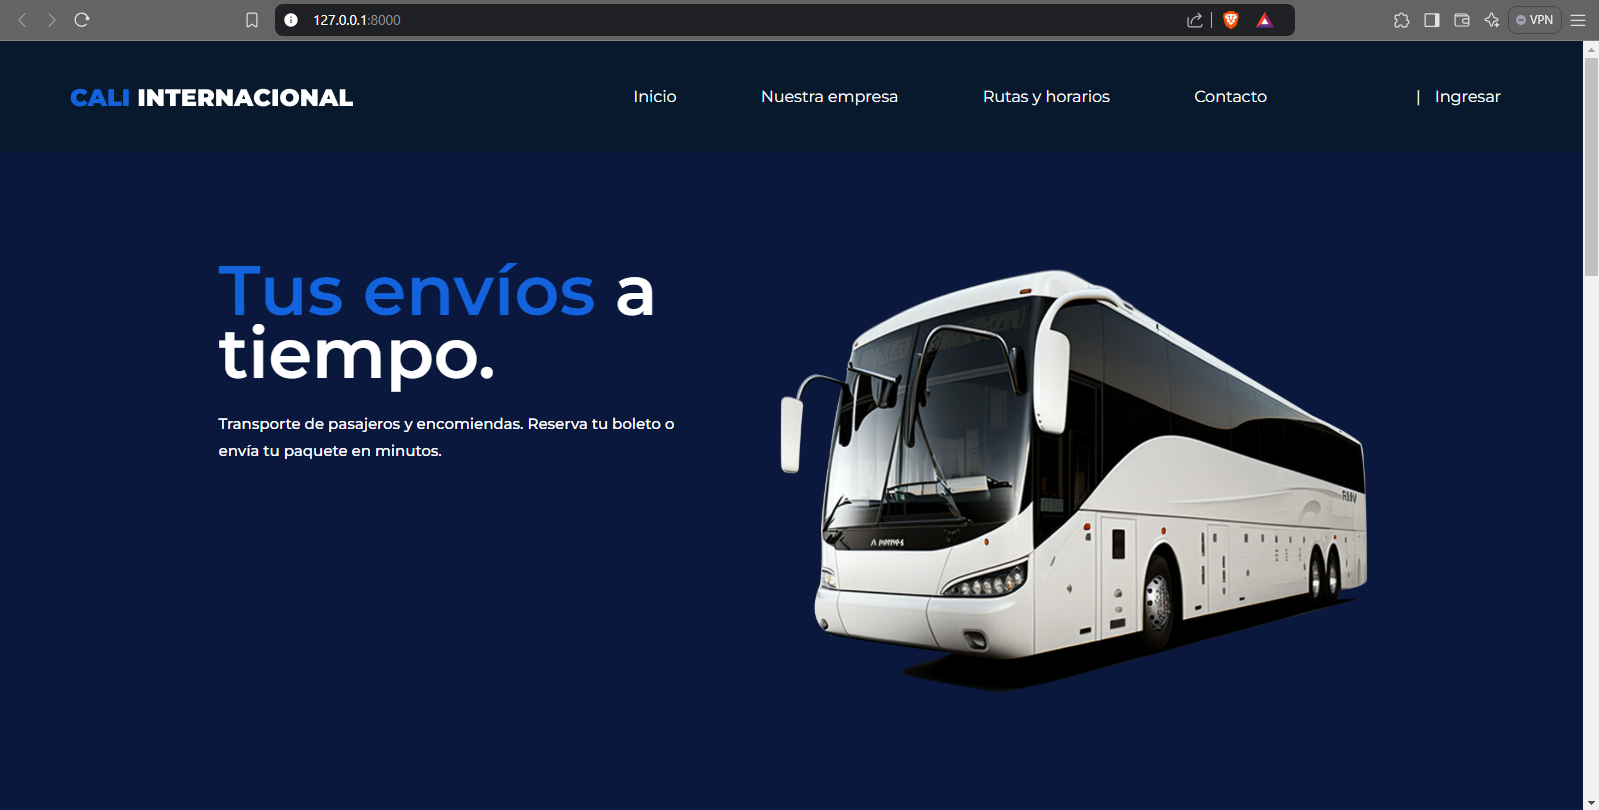 127.0.0.1:8000
VPN
CALI INTERNACIONAL
Inicio
Nuestra empresa
Rutas y horarios
Contacto
| Ingresar
Tus envíos a
tiempo.
Transporte de pasajeros y encomiendas. Reserva tu boleto o
envía tu paquete en minutos.